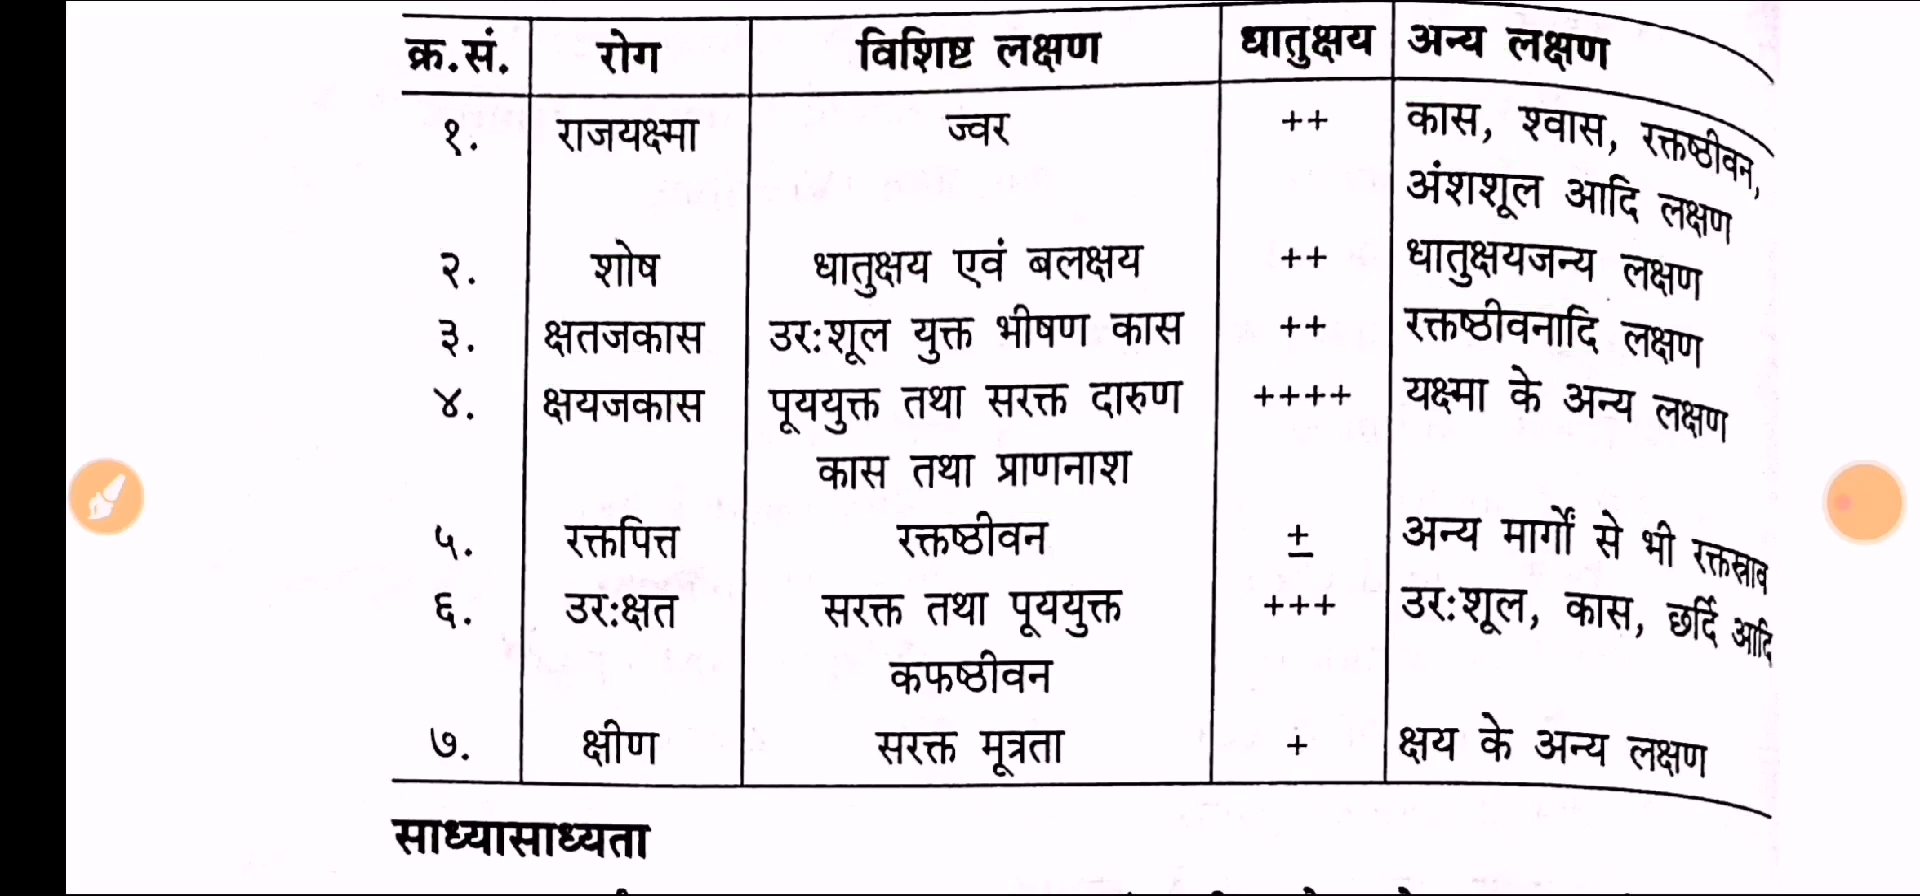 क्र.सं. रोग विशिष्ट लक्षण धातुक्षय अन्य लक्षण
१. राजयक्ष्मा ज्वर ++ कास, श्वास, रक्तष्ठीवन,
अंशशूल आदि लक्षण
२. शोष धातुक्षय एवं बलक्षय ++ धातुक्षयजन्य लक्षण
३. क्षतजकास उर:शूल युक्त भीषण कास ++ रक्तष्ठीवनादि लक्षण
४. क्षयजकास पूययुक्त तथा सरक्त दारुण ++++ यक्ष्मा के अन्य लक्षण
कास तथा प्राणनाश
५. रक्तपित्त रक्तष्ठीवन ± अन्य मार्गों से भी रक्तस्राव
६. उर:क्षत सरक्त तथा पूययुक्त +++ उर:शूल, कास, छर्दि आदि
कफष्ठीवन
७. क्षीण सरक्त मूत्रता + क्षय के अन्य लक्षण
साध्यासाध्यता